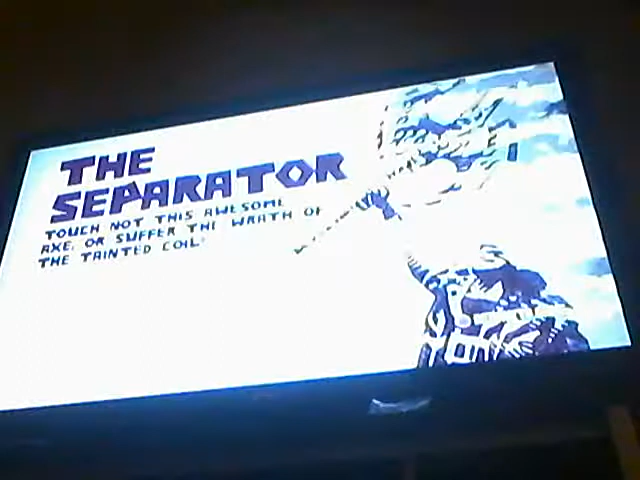 THE
SEPARATOR
TOUCH NOT THIS AWESOME
AXE, OR SUFFER THE WRATH OF
THE TAINTED COIL!